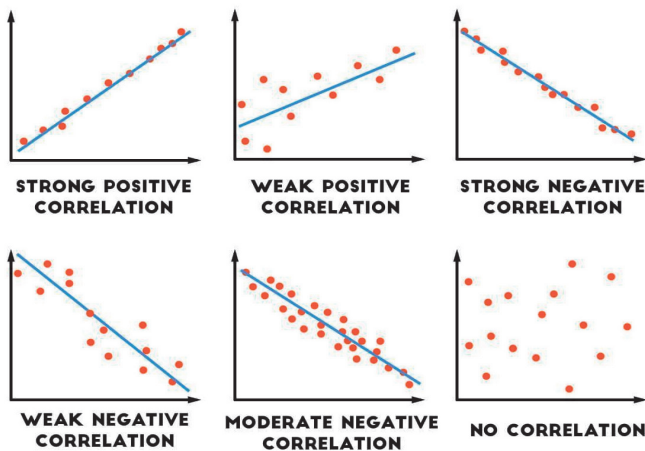 STRONG POSITIVE
CORRELATION
WEAK POSITIVE
CORRELATION
STRONG NEGATIVE
CORRELATION
WEAK NEGATIVE
CORRELATION
MODERATE NEGATIVE
CORRELATION
NO CORRELATION